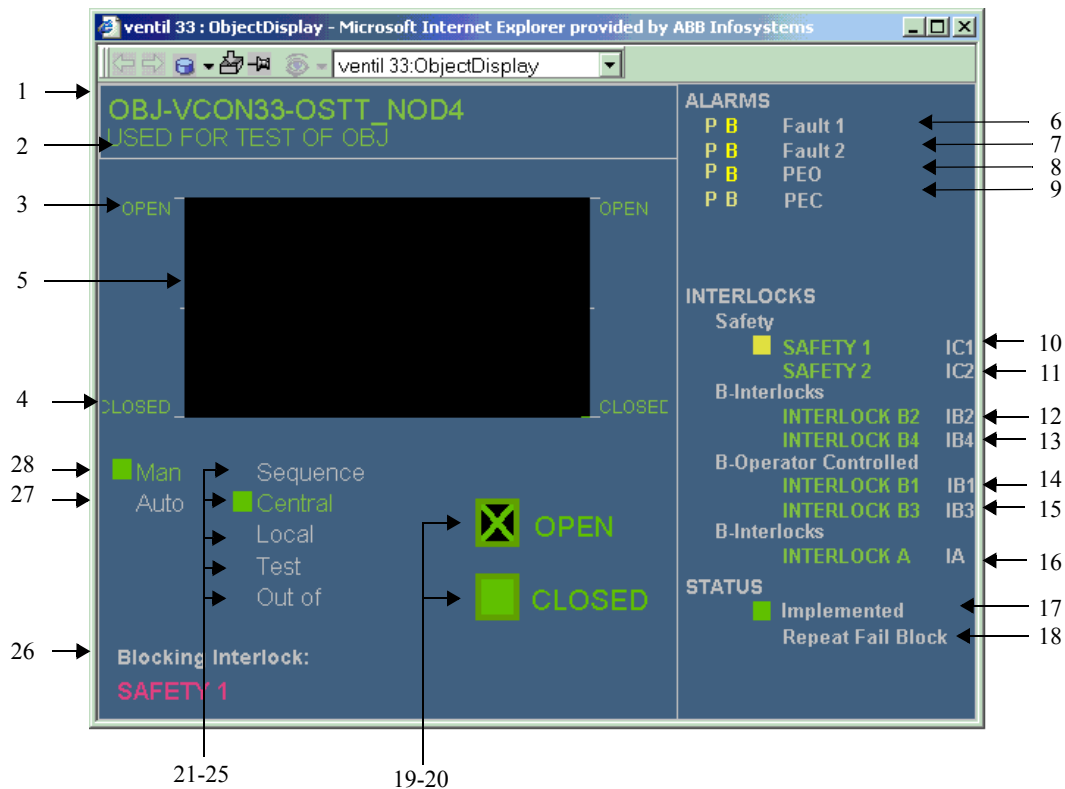 ventil 33 : ObjectDisplay - Microsoft Internet Explorer provided by ABB Infosystems
ventil 33:ObjectDisplay
1
OBJ-VCON33-OSTT_NOD4
2
USED FOR TEST OF OBJ
3
OPEN
OPEN
5
4
CLOSED
CLOSED
28
Man
27
Auto
Sequence
Central
Local
Test
Out of
OPEN
CLOSED
26
Blocking Interlock:
SAFETY 1
21-25
19-20
ALARMS
P B Fault 1 6
P B Fault 2 7
P B PEO 8
P B PEC 9
INTERLOCKS
Safety
SAFETY 1 IC1 10
SAFETY 2 IC2 11
B-Interlocks
INTERLOCK B2 IB2 12
INTERLOCK B4 IB4 13
B-Operator Controlled
INTERLOCK B1 IB1 14
INTERLOCK B3 IB3 15
B-Interlocks
INTERLOCK A IA 16
STATUS
Implemented 17
Repeat Fail Block 18